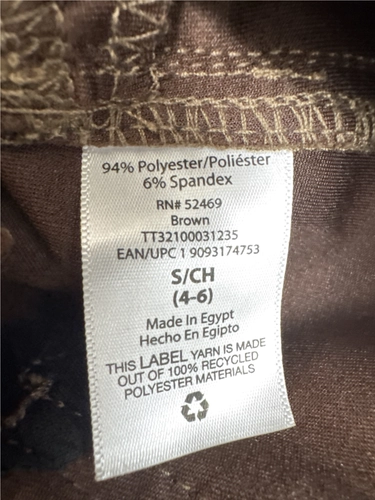 94% Polyester/Poliéster
6% Spandex
RN# 52469
Brown
TT32100031235
EAN/UPC 1 9093174753
S/CH
(4-6)
Made In Egypt
Hecho En Egipto
THIS LABEL YARN IS MADE
OUT OF 100% RECYCLED
POLYESTER MATERIALS